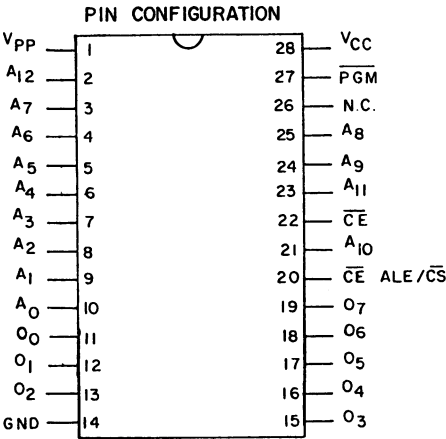 PIN CONFIGURATION
VPP 1 28 VCC
A12 2 27 PGM
A7 3 26 N.C.
A6 4 25 A8
A5 5 24 A9
A4 6 23 A11
A3 7 22 CE
A2 8 21 A10
A1 9 20 CE ALE/CS
A0 10 19 O7
O0 11 18 O6
O1 12 17 O5
O2 13 16 O4
GND 14 15 O3